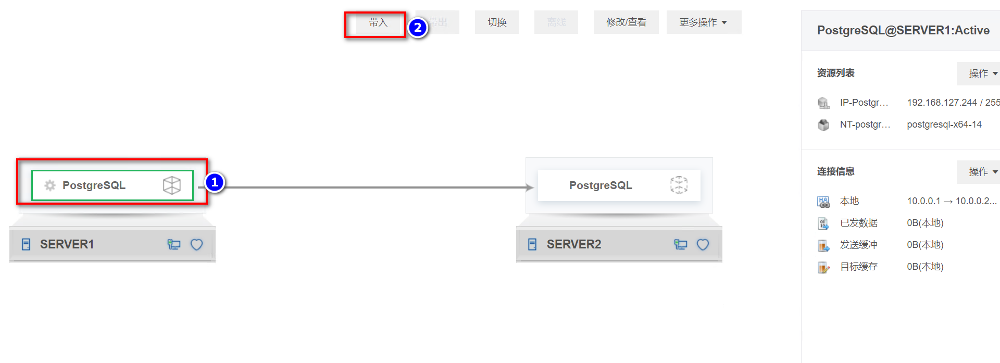 带入
2
带出
切换
离线
修改/查看
更多操作
PostgreSQL@SERVER1:Active
资源列表
操作
IP-Postgr…
192.168.127.244 / 255
NT-postgr…
postgresql-x64-14
PostgreSQL
1
PostgreSQL
SERVER1
SERVER2
连接信息
操作
本地
10.0.0.1 → 10.0.0.2...
已发数据
0B(本地)
发送缓冲
0B(本地)
目标缓存
0B(本地)